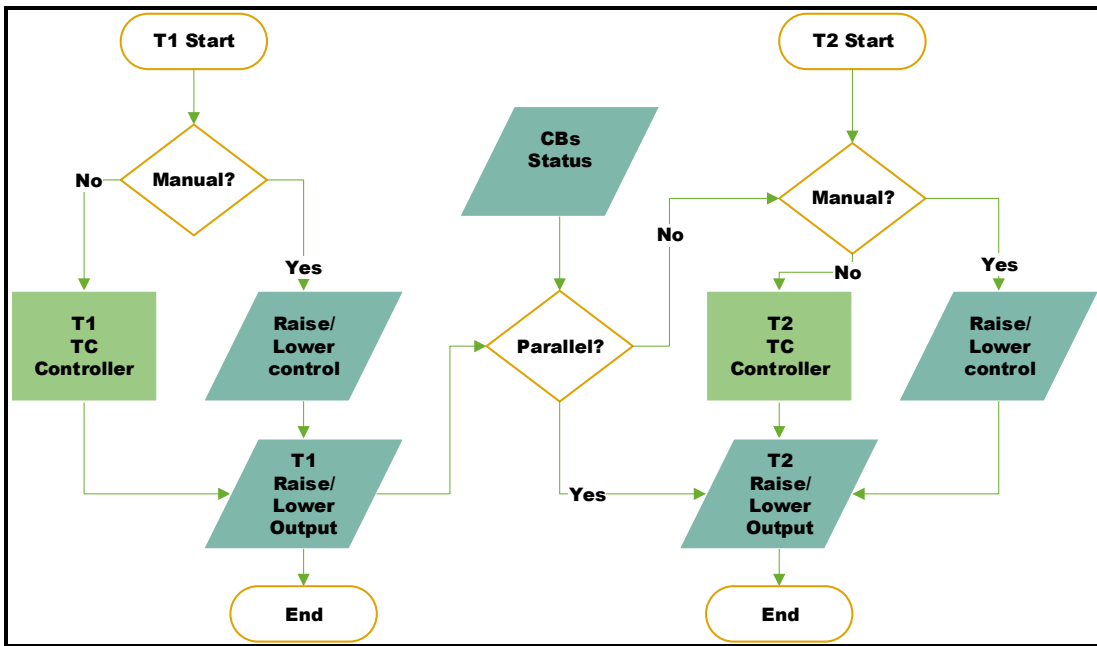 T1 Start
Manual?
No
Yes
T1
TC
Controller
Raise/
Lower
control
T1
Raise/
Lower
Output
End
CBs
Status
Parallel?
No
Yes
T2 Start
Manual?
No
Yes
T2
TC
Controller
Raise/
Lower
control
T2
Raise/
Lower
Output
End